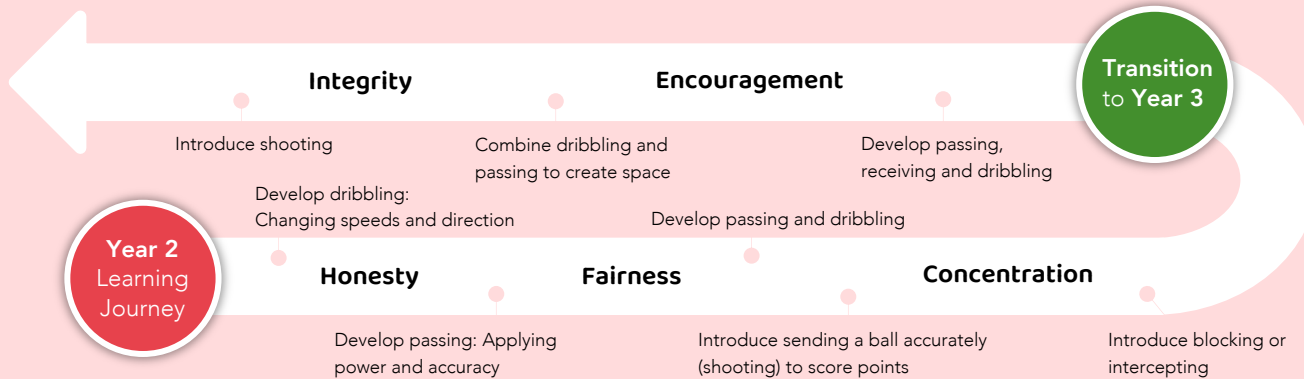 Integrity
Encouragement
Transition
to Year 3
Introduce shooting
Combine dribbling and
passing to create space
Develop passing,
receiving and dribbling
Develop dribbling:
Changing speeds and direction
Develop passing and dribbling
Year 2
Learning
Journey
Honesty
Fairness
Concentration
Develop passing: Applying
power and accuracy
Introduce sending a ball accurately
(shooting) to score points
Introduce blocking or
intercepting